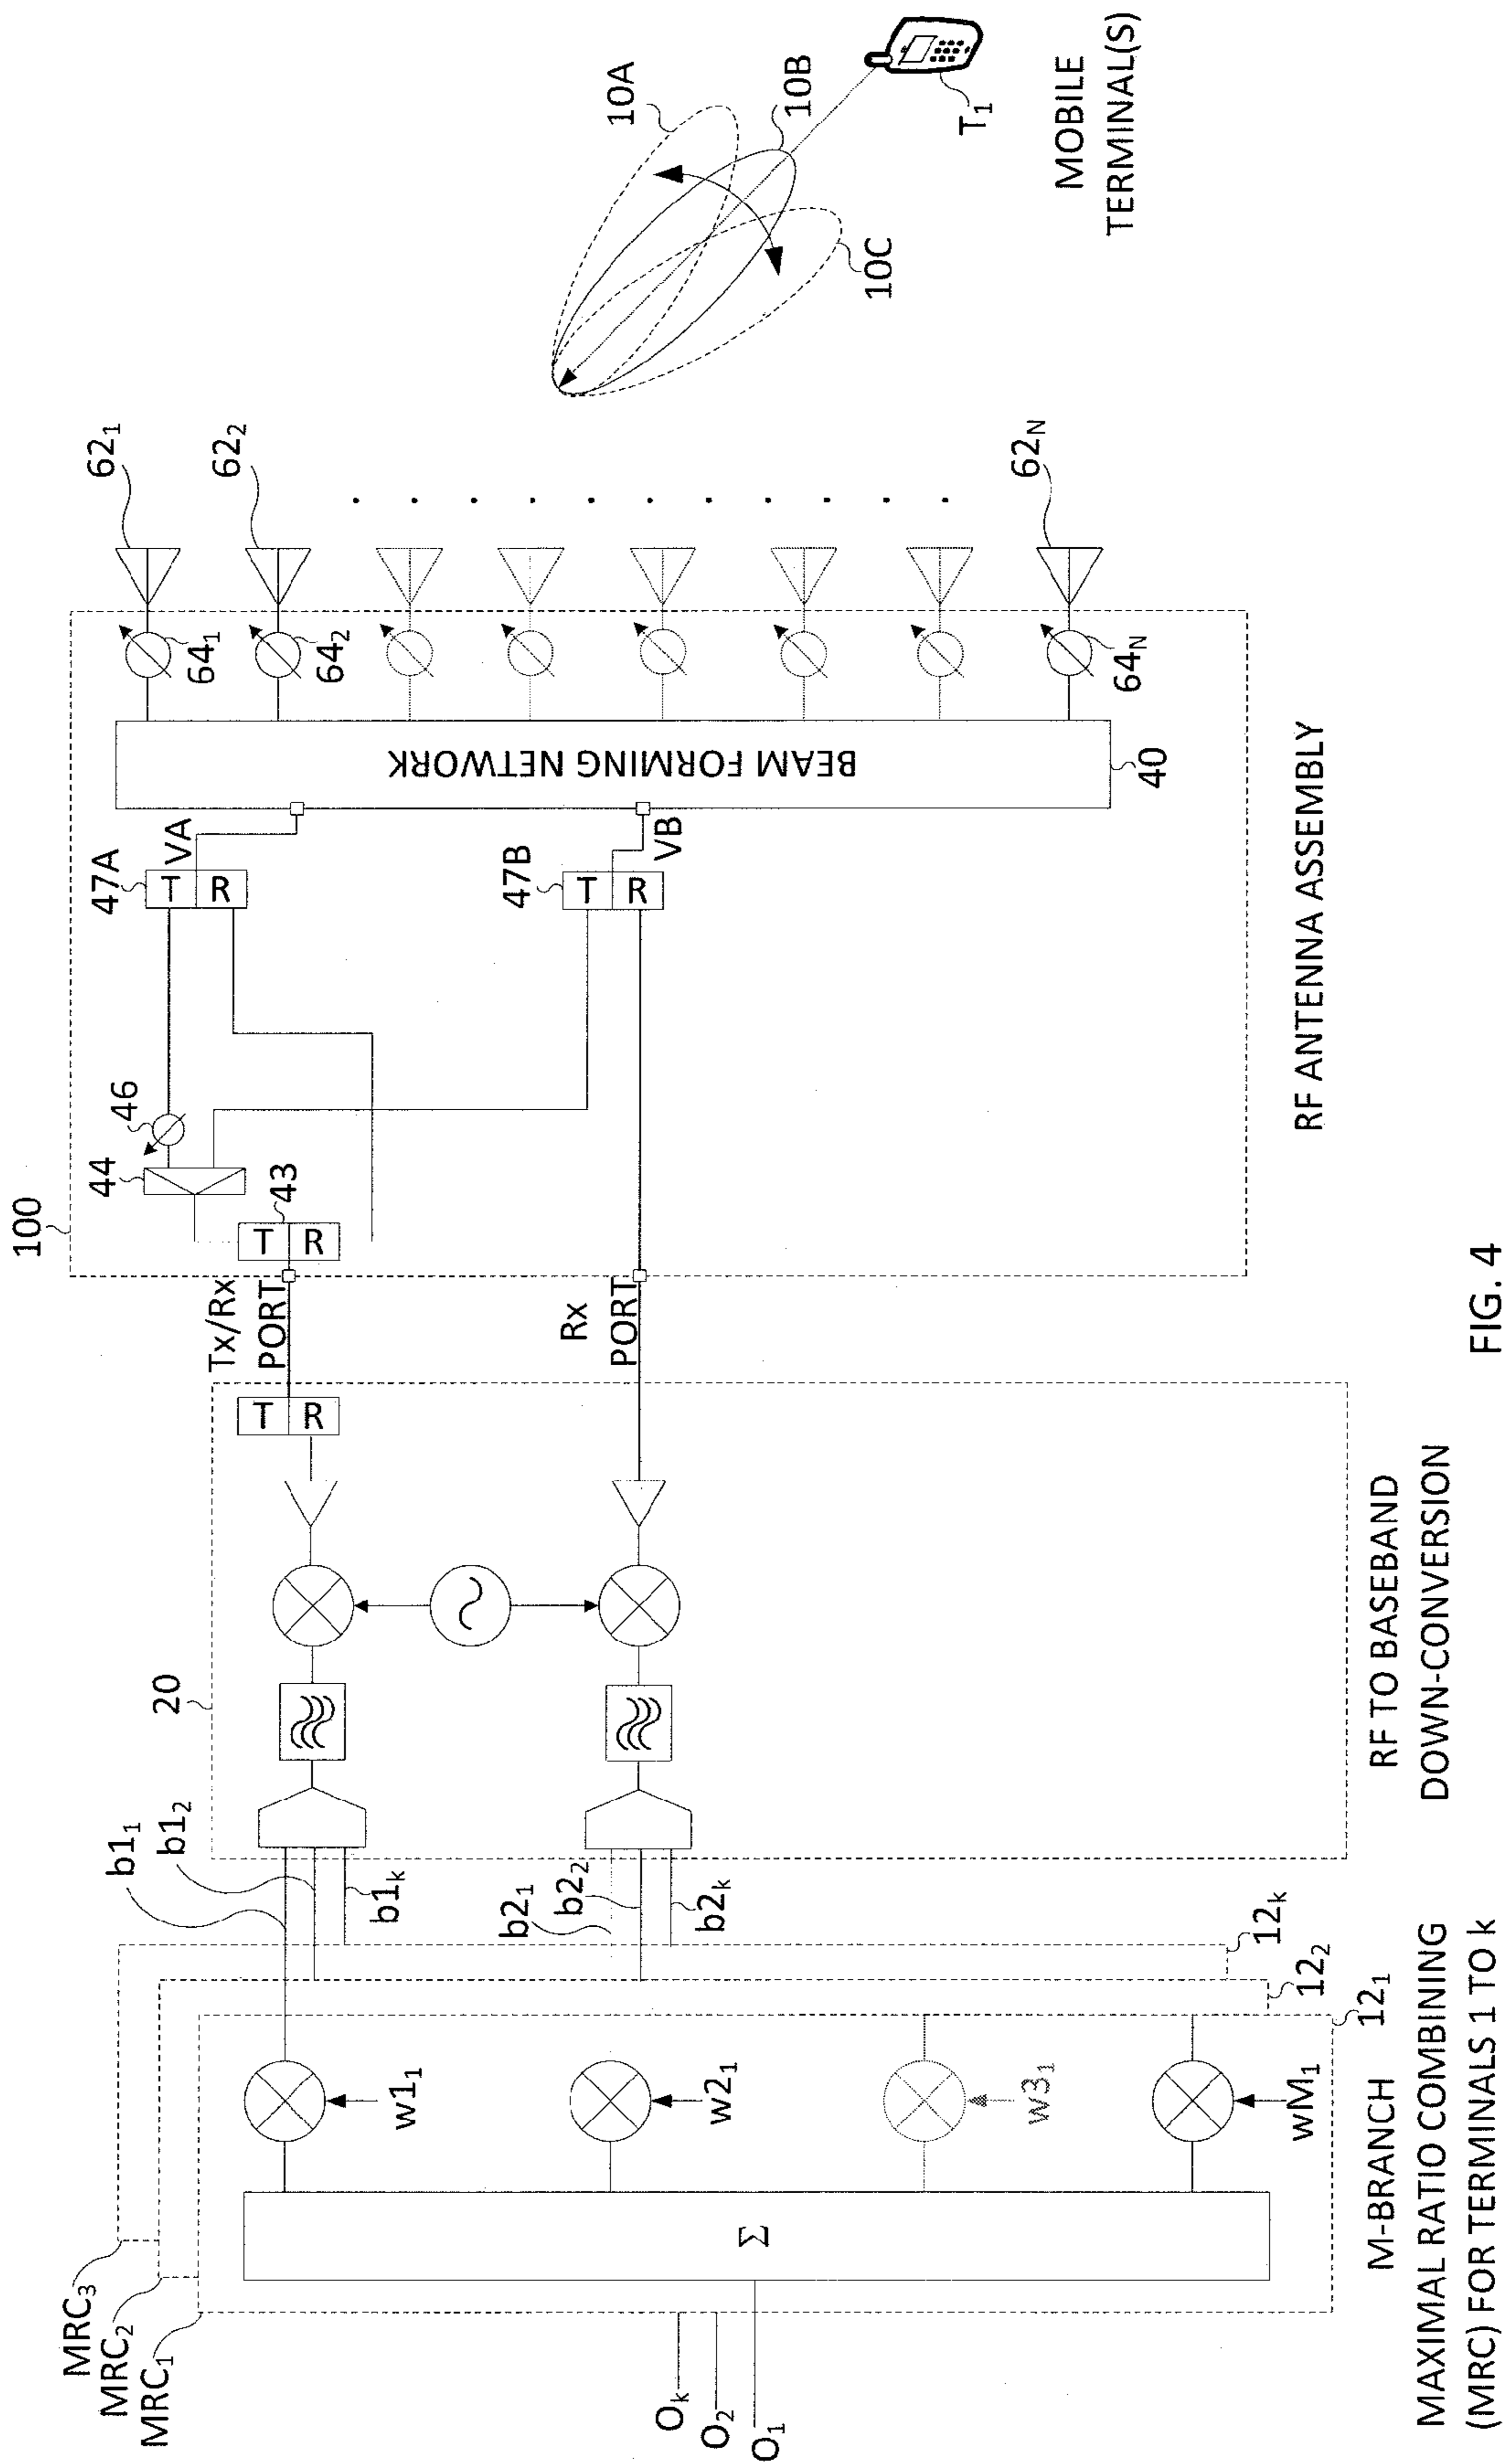 MRC₃
MRC₂
MRC₁
Oₖ
O₂
O₁
Σ
w1₁
w2₁
w3₁
wM₁
12₁
12₂
12ₖ
M-BRANCH
MAXIMAL RATIO COMBINING
(MRC) FOR TERMINALS 1 TO k
b1₁
b1₂
b1ₖ
b2₁
b2₂
b2ₖ
20
T
R
RF TO BASEBAND
DOWN-CONVERSION
Tx/Rx
PORT
Rx
PORT
100
T
R
43
44
46
47A
T
R
VA
47B
T
R
VB
BEAM FORMING NETWORK
40
64₁
64₂
64N
62₁
62₂
62N
RF ANTENNA ASSEMBLY
10A
10B
10C
T₁
MOBILE
TERMINAL(S)
FIG. 4